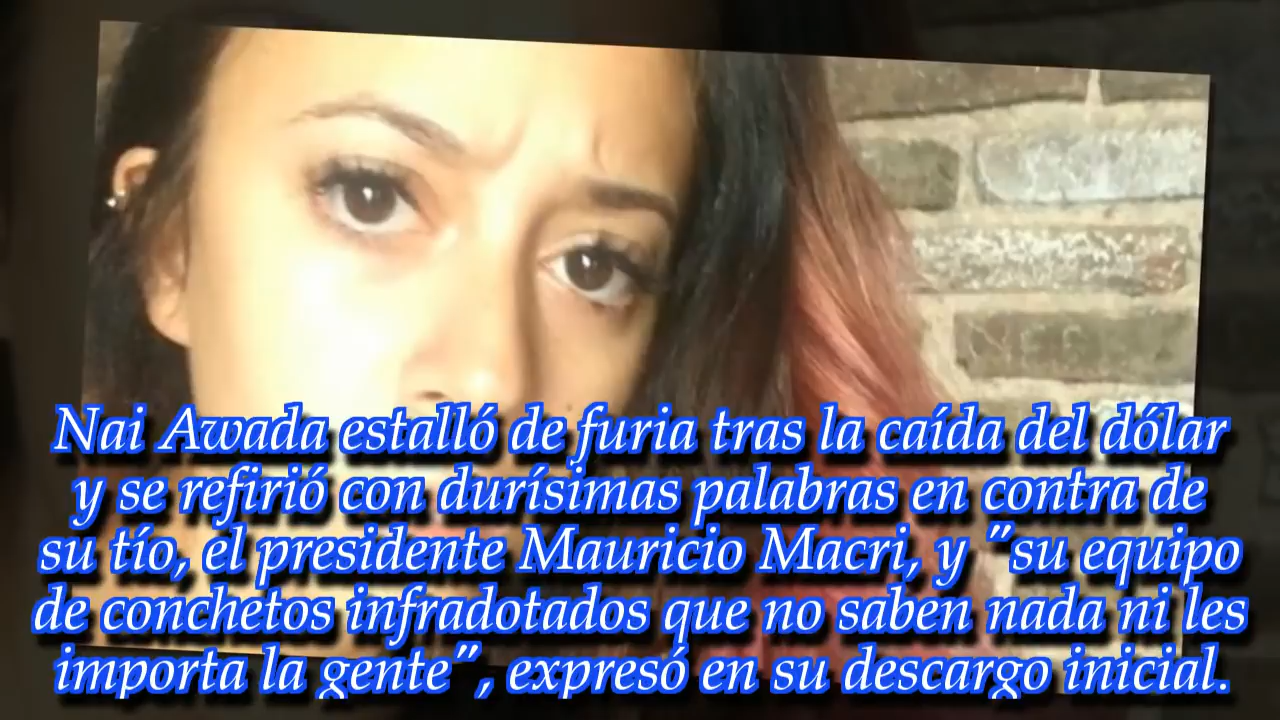 Nai Awada estalló de furia tras la caída del dólar
y se refirió con durísimas palabras en contra de
su tío, el presidente Mauricio Macri, y "su equipo
de conchetos infradotados que no saben nada ni les
importa la gente", expresó en su descargo inicial.